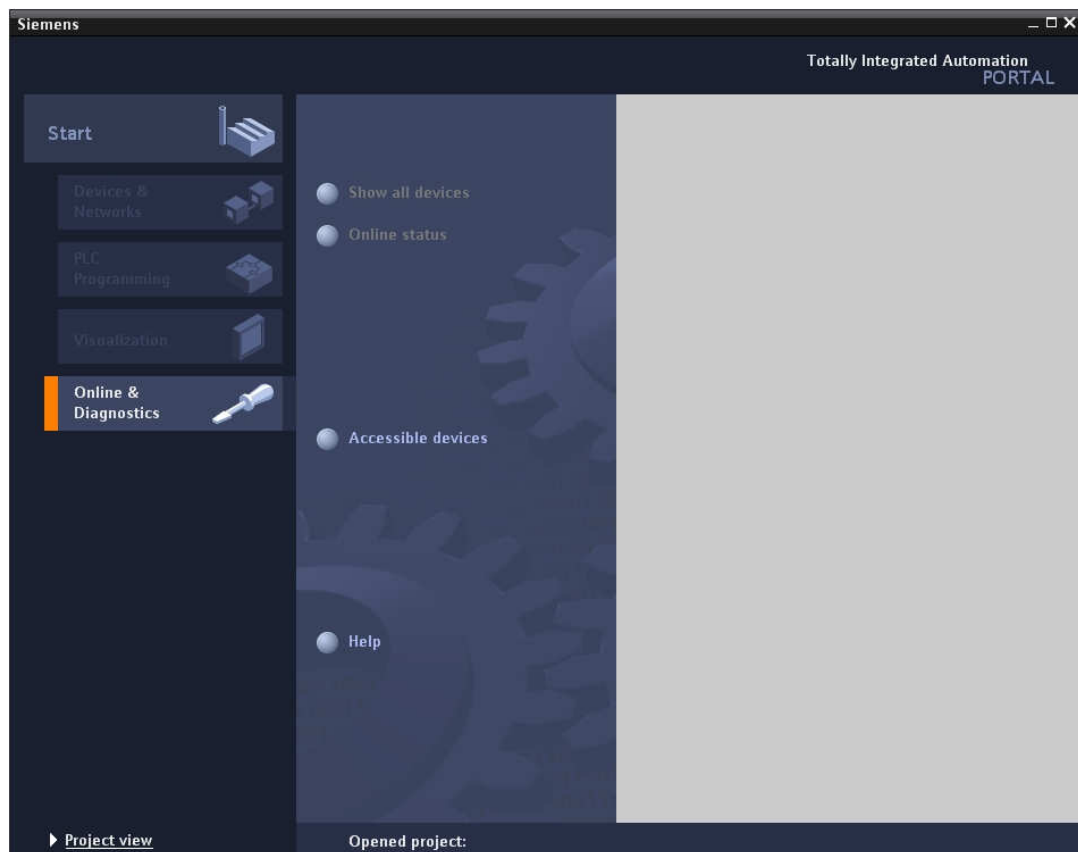 Siemens
Totally Integrated Automation
PORTAL
Start
Devices &
Networks
PLC
Programming
Visualization
Online &
Diagnostics
Show all devices
Online status
Accessible devices
Help
Project view
Opened project: